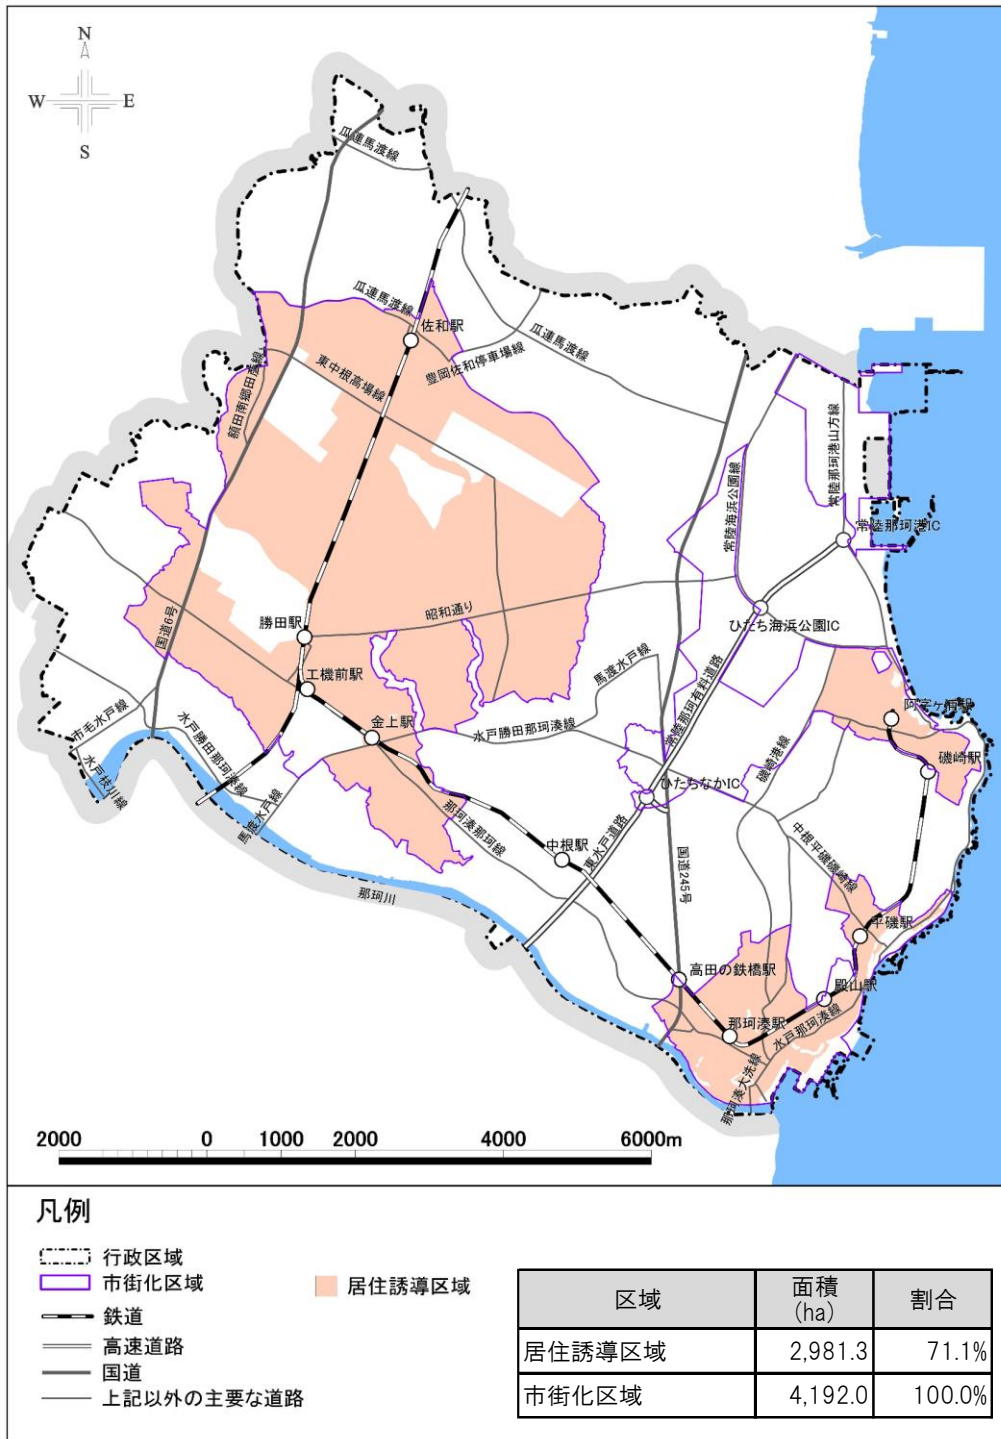 N
W E
S
瓜連馬渡線
瓜連馬渡線
佐和駅
瓜連馬渡線
豊岡佐和停車場線
東中根高場線
額田南郷田彦線
常陸那珂港山方線
常陸海浜公園線
常陸那珂港IC
国道6号
昭和通り
ひたち海浜公園IC
勝田駅
工機前駅
馬渡水戸線
常陸那珂有料道路
阿字ヶ浦駅
金上駅
市毛水戸線
水戸勝田那珂湊線
水戸勝田那珂湊線
磯崎港線
磯崎駅
水戸枝川線
ひたちなかIC
馬渡水戸線
那珂湊那珂線
中根駅
東水戸道路
国道245号
中根平磯磯崎線
那珂川
平磯駅
高田の鉄橋駅
殿山駅
那珂湊駅
水戸那珂湊線
那珂湊大洗線
2000 0 1000 2000 4000 6000m
凡例
行政区域
市街化区域
居住誘導区域
鉄道
高速道路
国道
上記以外の主要な道路
区域 面積(ha) 割合
居住誘導区域 2,981.3 71.1%
市街化区域 4,192.0 100.0%